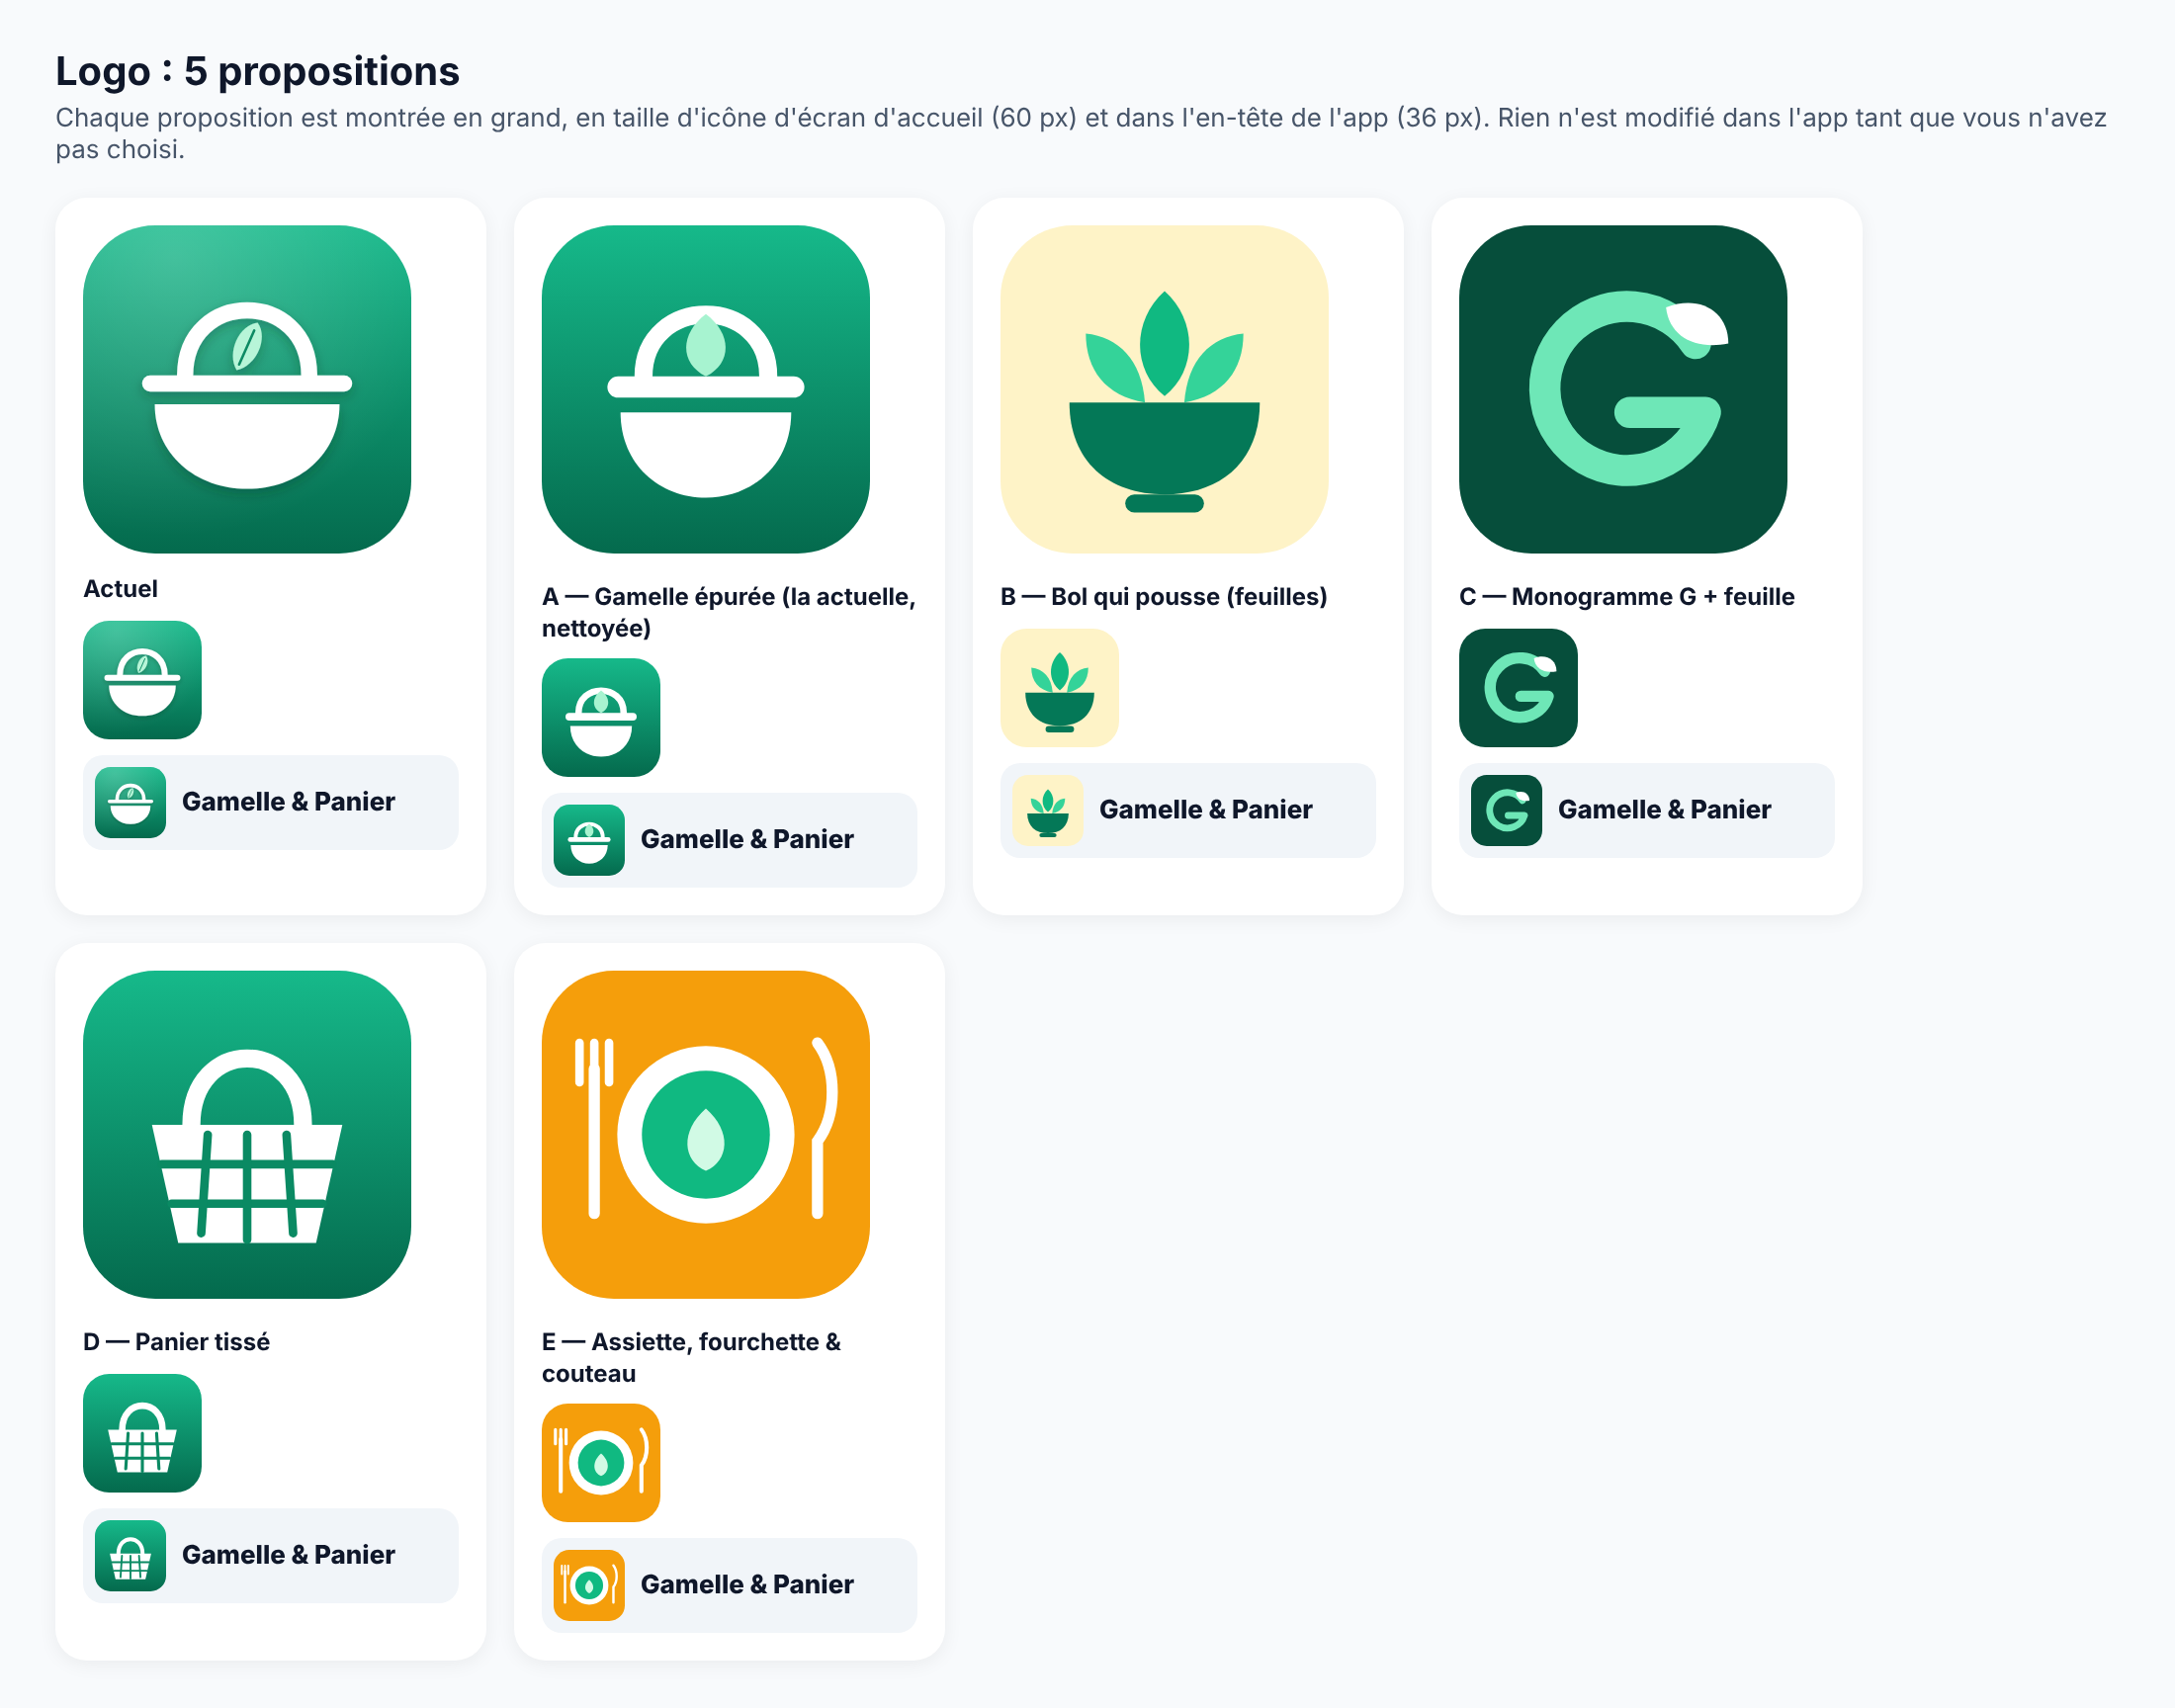 Logo : 5 propositions
Chaque proposition est montrée en grand, en taille d'icône d'écran d'accueil (60 px) et dans l'en-tête de l'app (36 px). Rien n'est modifié dans l'app tant que vous n'avez
pas choisi.
Actuel
Gamelle & Panier
A — Gamelle épurée (la actuelle,
nettoyée)
Gamelle & Panier
B — Bol qui pousse (feuilles)
Gamelle & Panier
C — Monogramme G + feuille
Gamelle & Panier
D — Panier tissé
Gamelle & Panier
E — Assiette, fourchette &
couteau
Gamelle & Panier